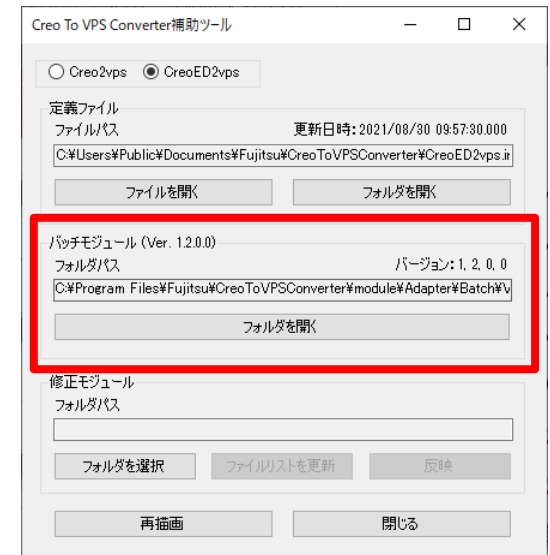 Creo To VPS Converter補助ツール
Creo2vps CreoED2vps
定義ファイル
ファイルパス 更新日時: 2021/08/30 09:57:30.000
C:¥Users¥Public¥Documents¥Fujitsu¥CreoToVPSConverter¥CreoED2vps.ir
ファイルを開く フォルダを開く
バッチモジュール (Ver. 1.2.0.0)
フォルダパス バージョン: 1, 2, 0, 0
C:¥Program Files¥Fujitsu¥CreoToVPSConverter¥module¥Adapter¥Batch¥V
フォルダを開く
修正モジュール
フォルダパス
フォルダを選択 ファイルリストを更新 反映
再描画 閉じる